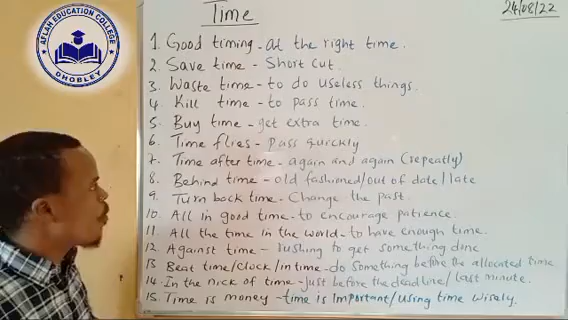 AFLAH EDUCATION COLLEGE
DHOBLEY
Time
24/08/22
1. Good timing - at the right time.
2. Save time - Short cut.
3. Waste time - to do useless things.
4. Kill time - to pass time.
5. Buy time - get extra time.
6. Time flies - Pass quickly
7. Time after time - again and again (repeatly)
8. Behind time - old fashioned/out of date/late
9. Turn back time - Change the past.
10. All in good time - to encourage patience.
11. All the time in the world - to have enough time.
12 Against time - rushing to get something done
13 Beat time/clock/in time - do something before the allocated time
14 In the nick of time - just before the deadline/last minute.
15. Time is money - time is important/using time wisely.